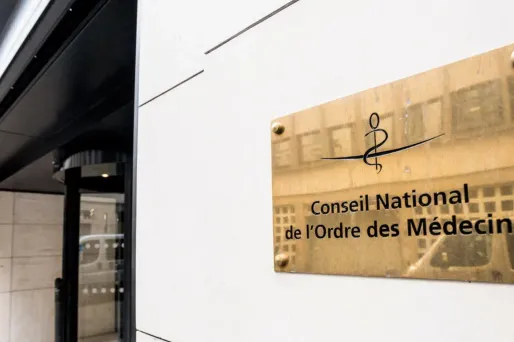 Conseil National
de l'Ordre des Médecin